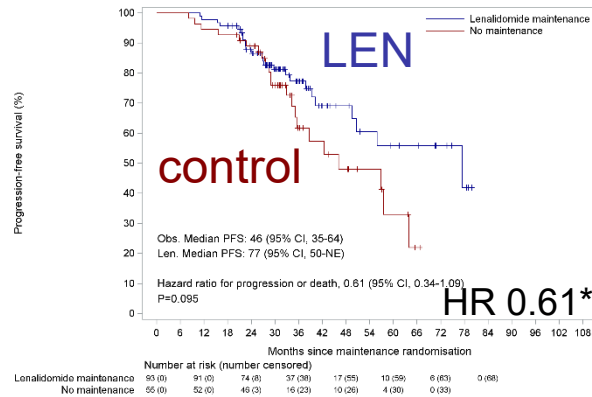 Lenalidomide maintenance
No maintenance
LEN
control
Progression-free survival (%)
100
90
80
70
60
50
40
30
20
10
0
Obs. Median PFS: 46 (95% CI, 35-64)
Len. Median PFS: 77 (95% CI, 50-NE)
Hazard ratio for progression or death, 0.61 (95% CI, 0.34-1.09)
P=0.095
HR 0.61*
0 6 12 18 24 30 36 42 48 54 60 66 72 78 84 90 96 102 108
Months since maintenance randomisation
Number at risk (number censored)
Lenalidomide maintenance 93 (0) 91 (0) 74 (8) 37 (38) 17 (55) 10 (59) 6 (63) 0 (68)
No maintenance 55 (0) 52 (0) 46 (3) 16 (23) 10 (26) 4 (30) 0 (33)